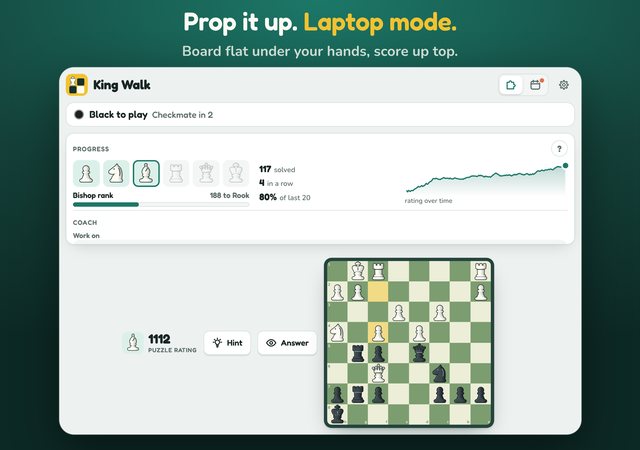 Prop it up. Laptop mode.
Board flat under your hands, score up top.
King Walk
Black to play Checkmate in 2
PROGRESS
?
Bishop rank 188 to Rook
117 solved
4 in a row
80% of last 20
rating over time
COACH
Work on
1112
PUZZLE RATING
Hint
Answer